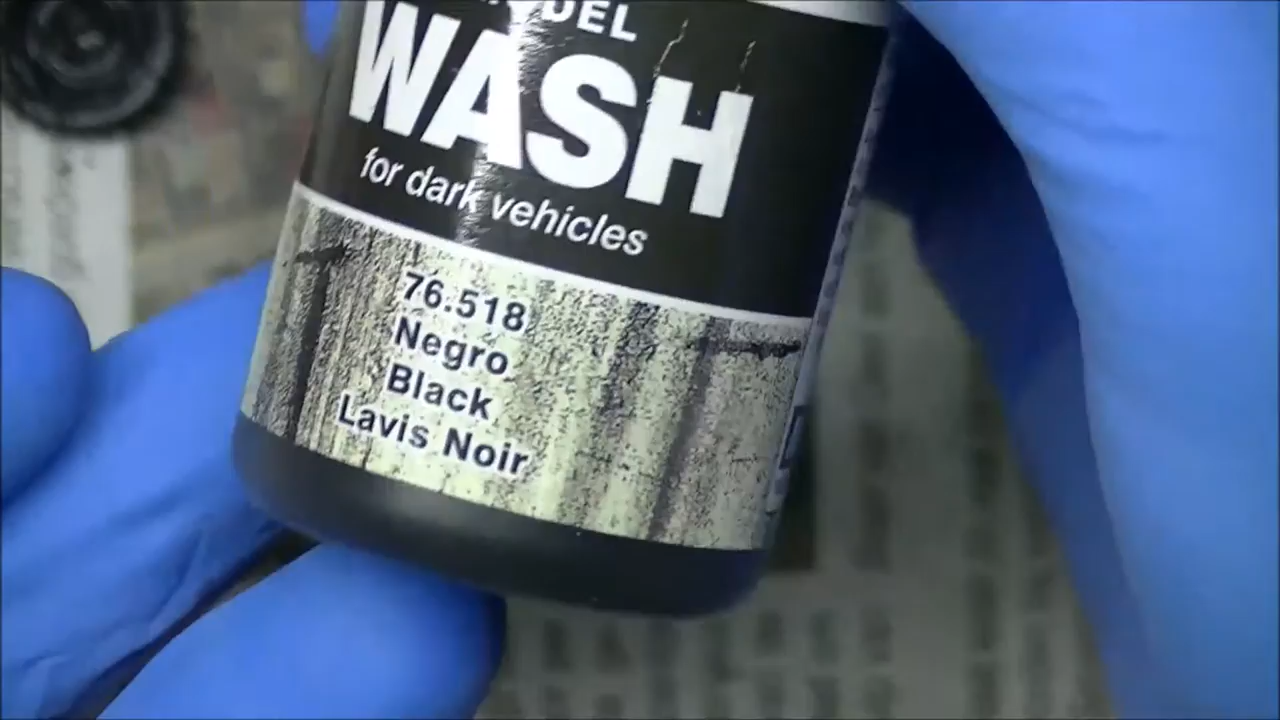 WASH
for dark vehicles
76.518
Negro
Black
Lavis Noir